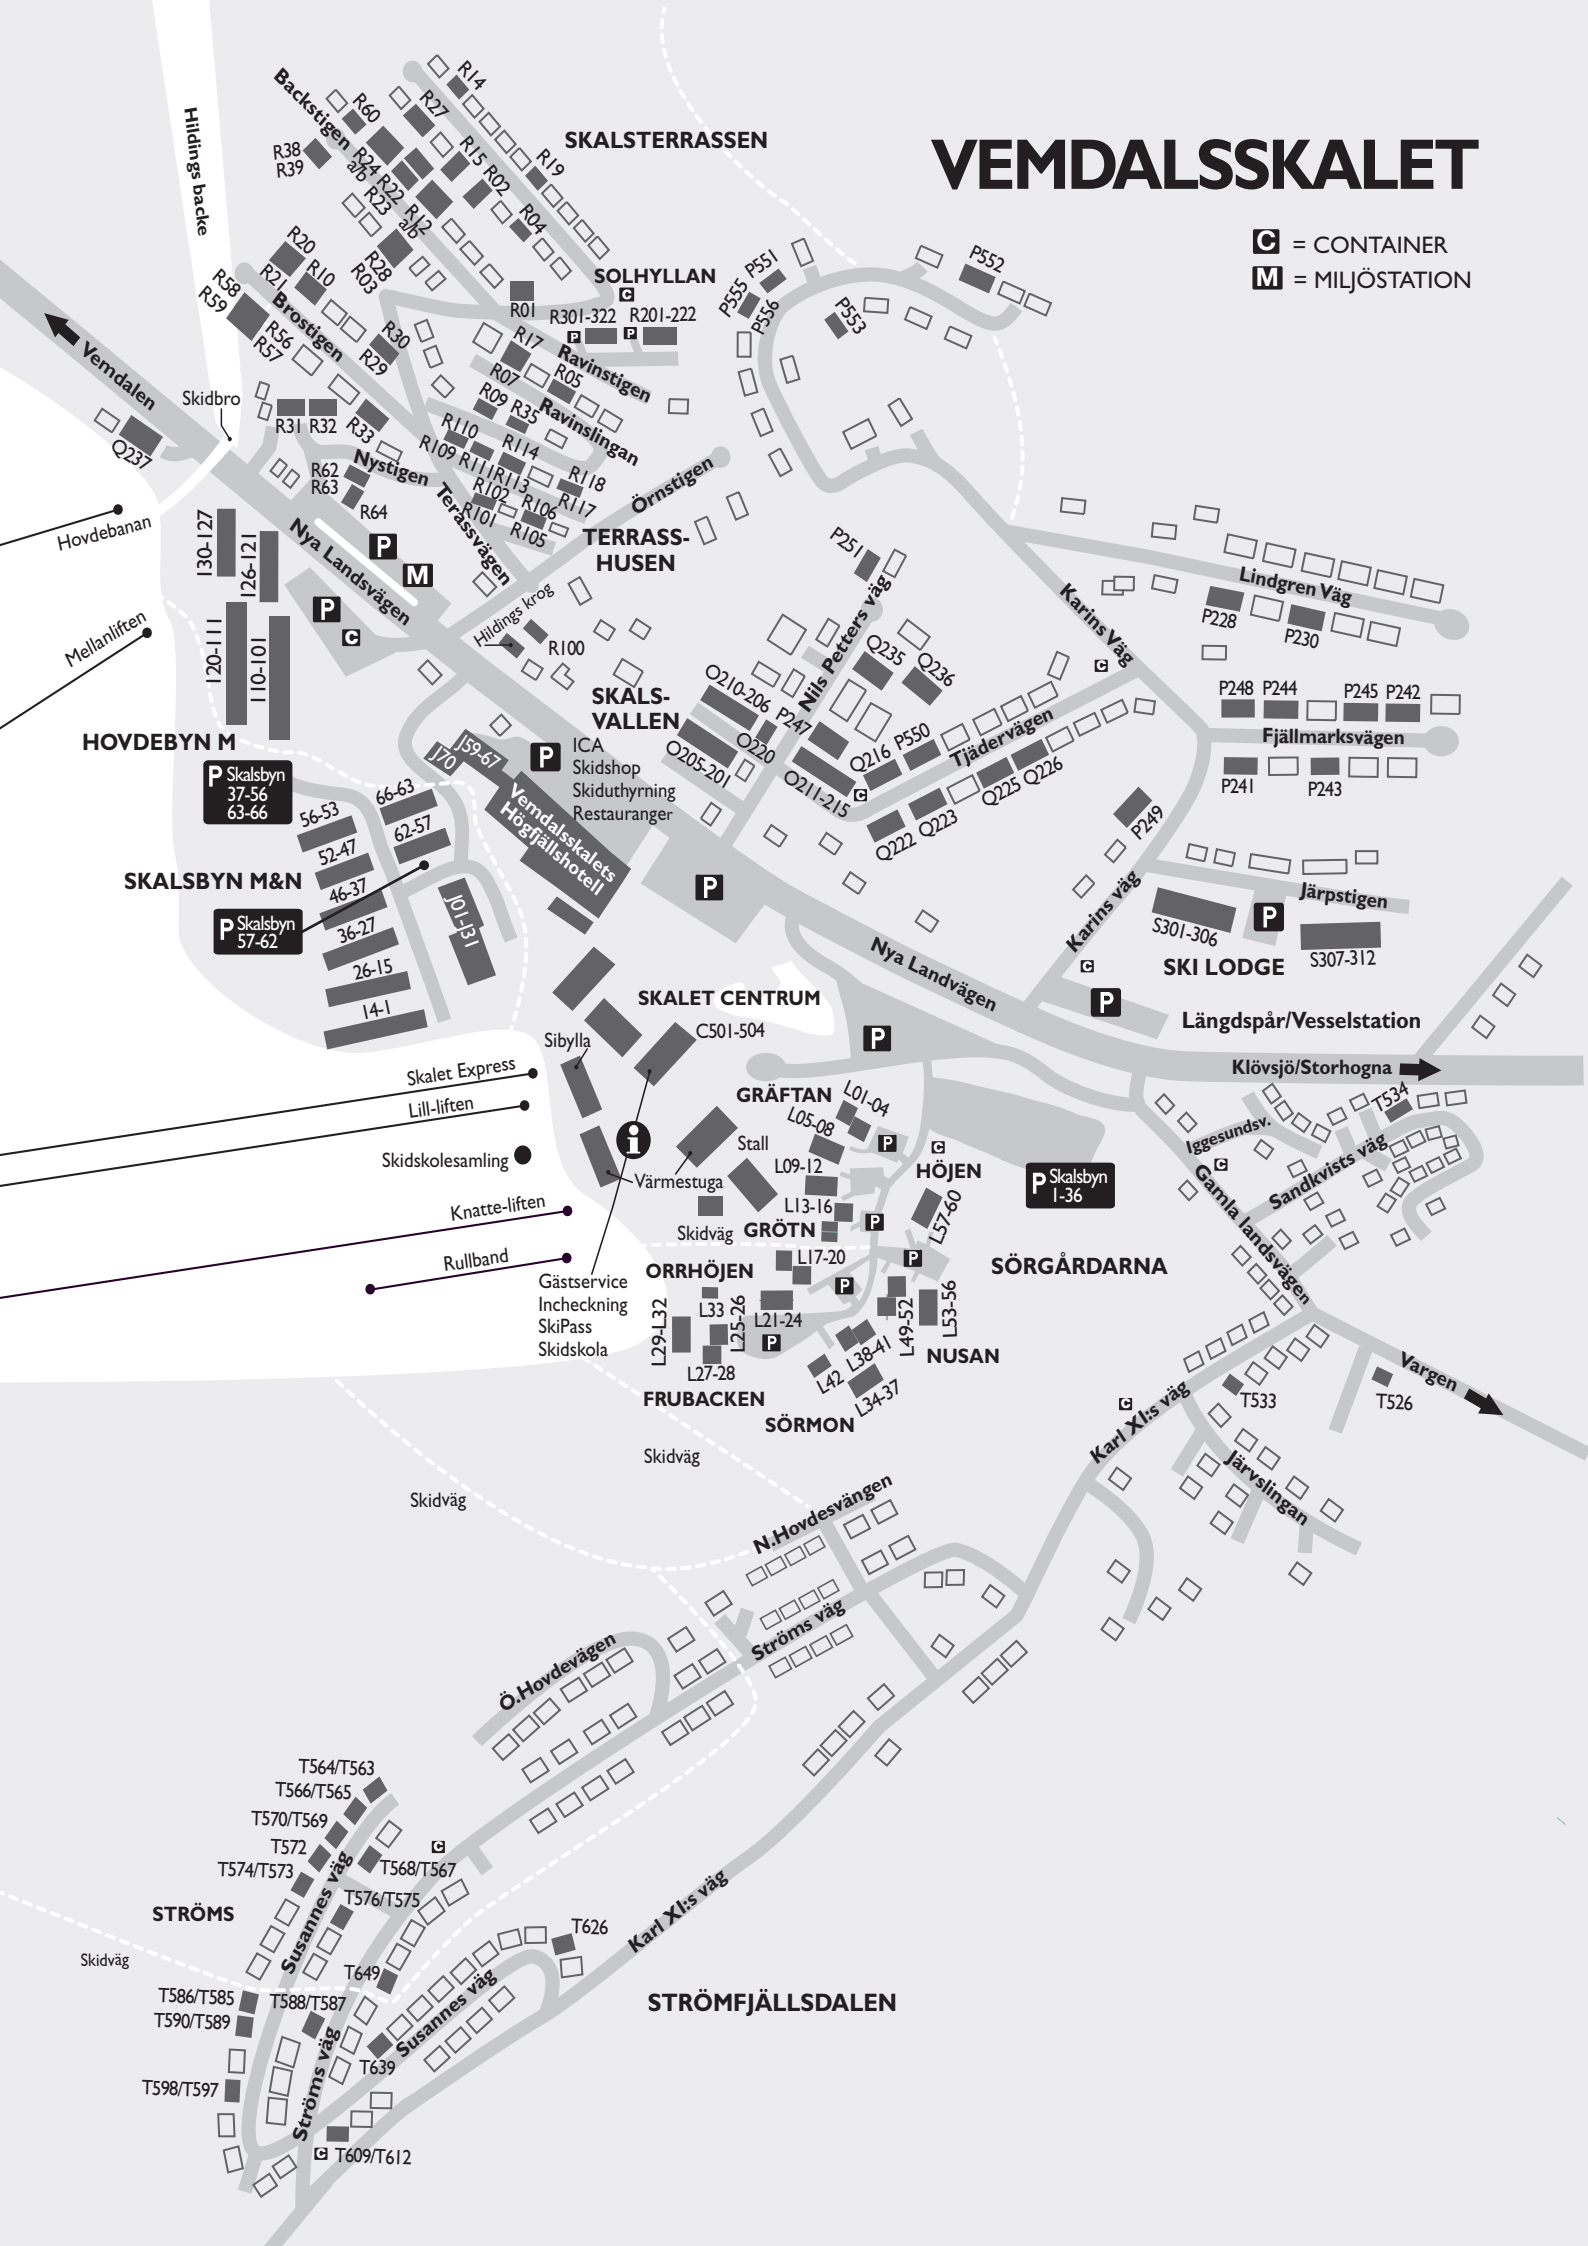 VEMDALSSKALET
C = CONTAINER
M = MILJÖSTATION
Hildings backe
Backstigen
R60
R27
R14
R38
R39
R24
a/b
R22
R23
R12
a/b
R15
R02
R19
R04
SKALSTERRASSEN
R20
R21
R10
R28
R03
R58
R59
R56
R57
Brostigen
R30
R29
R01
SOLHYLLAN
C
R301-322
R201-222
P
P
R17
R07
R05
Ravinstigen
R09
R35
Ravinslingan
R110
R109
R111
R114
R113
R118
R117
R102
R101
R106
R105
P551
P555
P556
P552
P553
Vemdalen
Skidbro
Q237
R31
R32
R33
Nystigen
R62
R63
R64
Terassvägen
Örnstigen
TERRASS-
HUSEN
Hovdebanan
130-127
126-121
Nya Landsvägen
P
M
P
C
Mellanliften
120-111
110-101
Hildings krog
R100
HOVDEBYN M
P251
Nils Petters väg
Karins Väg
C
Lindgren Väg
P228
P230
Q235
Q236
SKALS-
VALLEN
O210-206
O220
P247
O205-201
O211-215
C
Q216
P550
Tjädervägen
Q222
Q223
Q225
Q226
P248
P244
P245
P242
Fjällmarksvägen
P241
P243
P249
J59-67
J70
P
ICA
Skidshop
Skiduthyrning
Restauranger
Vemdalsskalets
Högfjällshotell
P Skalsbyn
37-56
63-66
66-63
56-53
62-57
52-47
46-37
36-27
26-15
14-1
SKALSBYN M&N
P Skalsbyn
57-62
J01-J31
P
Karins väg
Järpstigen
S301-306
P
S307-312
SKI LODGE
C
P
Nya Landvägen
Längdspår/Vesselstation
Klövsjö/Storhogna
SKALET CENTRUM
C501-504
P
Sibylla
Skalet Express
Lill-liften
Skidskolesamling
Knatte-liften
Rullband
i
Stall
Värmestuga
Skidväg
Gästservice
Incheckning
SkiPass
Skidskola
GRÄFTAN
L01-04
L05-08
P
L09-12
L13-16
GRÖTN
P
C
HÖJEN
L57-60
P Skalsbyn
1-36
SÖRGÅRDARNA
L17-20
P
P
ORRHÖJEN
L33
L29-L32
L25-26
L21-24
P
L27-28
FRUBACKEN
L49-52
L53-56
NUSAN
L38-41
L42
L34-37
SÖRMON
T534
Iggesundsv.
C
Sandkvists väg
Gamla landsvägen
Vargen
T533
T526
C
Karl XI:s väg
Järvslingan
Skidväg
Skidväg
N.Hovdesvängen
Ströms väg
Ö.Hovdevägen
T564/T563
T566/T565
T570/T569
T572
T574/T573
C
T568/T567
T576/T575
Susannes väg
STRÖMS
Skidväg
T649
T626
Karl XI:s väg
T586/T585
T590/T589
T588/T587
Susannes väg
T639
T598/T597
Ströms väg
C
T609/T612
STRÖMFJÄLLSDALEN